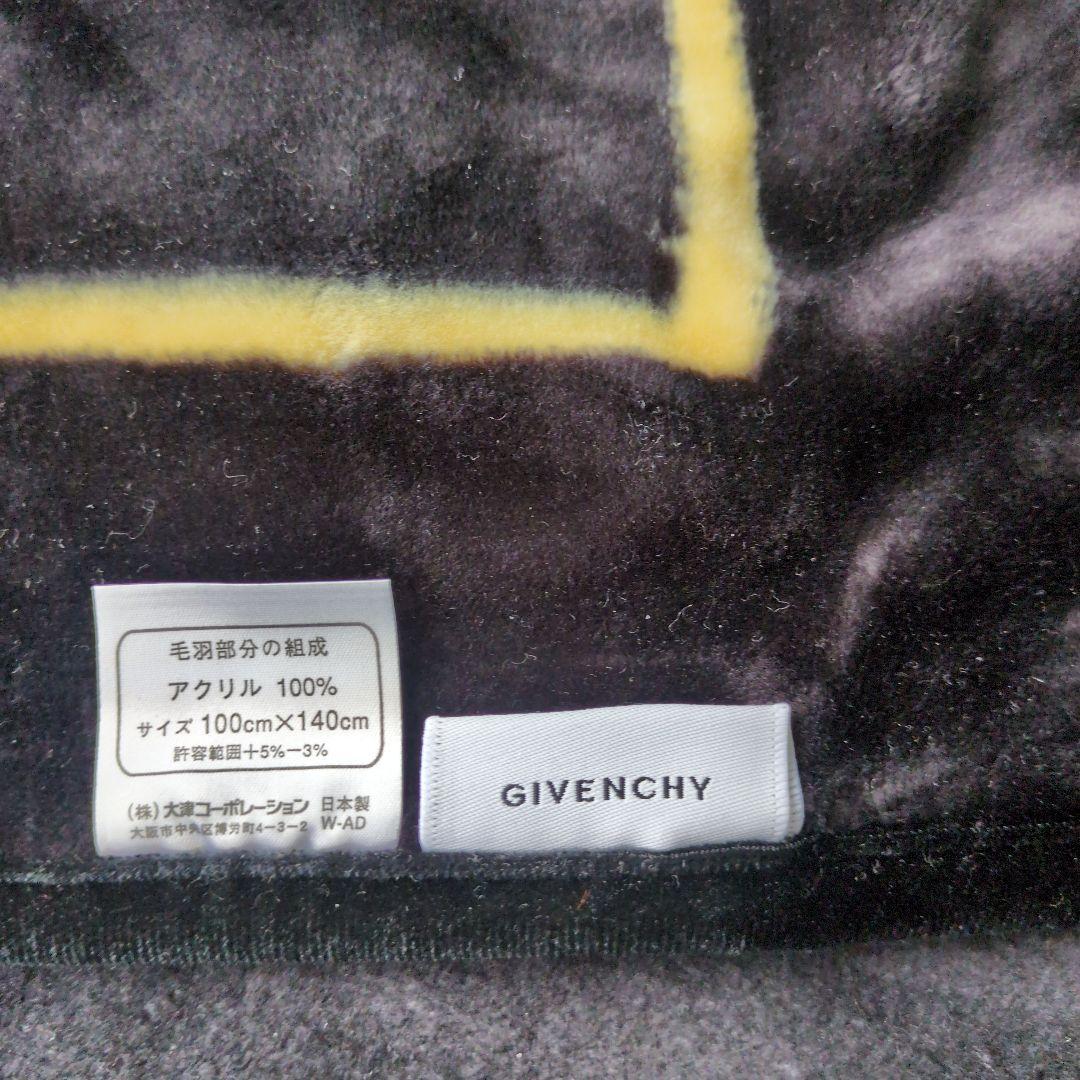 毛羽部分の組成
アクリル 100%
サイズ 100cm×140cm
許容範囲+5%−3%
(株)大津コーポレーション 日本製
大阪市中央区博労町4−3−2 W-AD
GIVENCHY